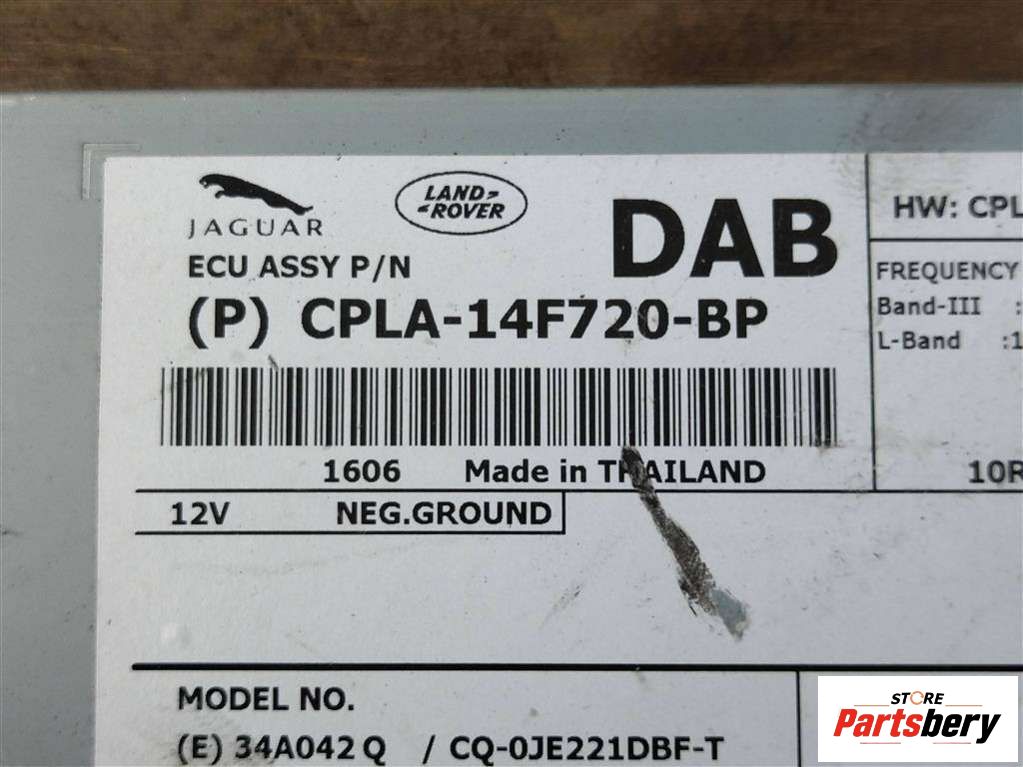 JAGUAR
LAND
ROVER
DAB
HW: CPL
ECU ASSY P/N
(P) CPLA-14F720-BP
FREQUENCY
Band-III :
L-Band :1
1606 Made in THAILAND
10R
12V NEG.GROUND
MODEL NO.
(E) 34A042Q / CQ-0JE221DBF-T
STORE
Partsbery